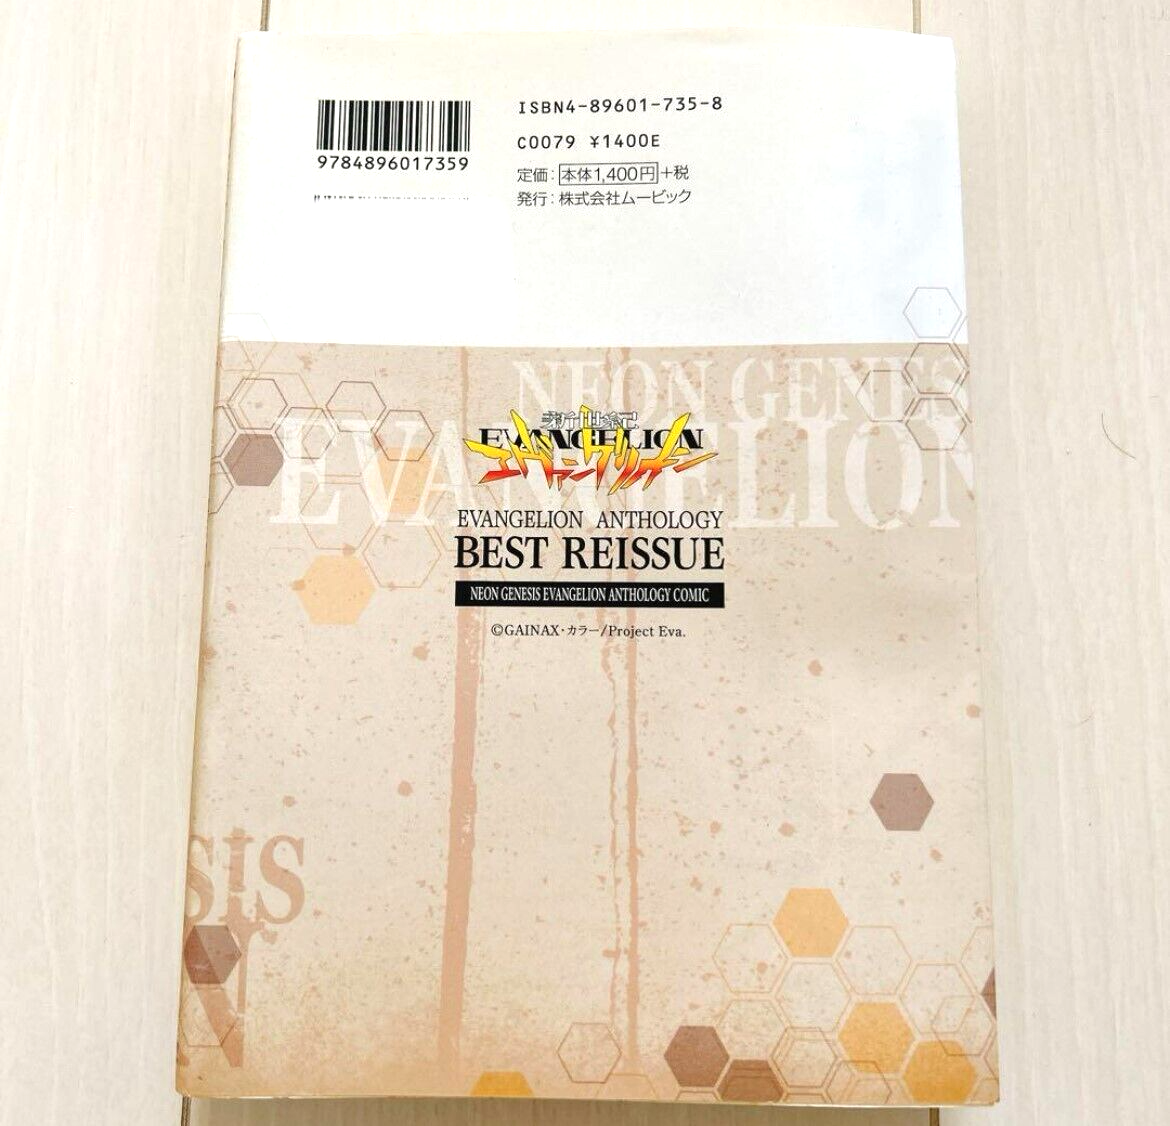 9784896017359
ISBN4-89601-735-8
C0079 ¥1400E
定価：本体1,400円+税
発行：株式会社ムービック
NEON GENES
EVANGELION
新世紀
EVANGELION
エヴァンゲリオン
EVANGELION ANTHOLOGY
BEST REISSUE
NEON GENESIS EVANGELION ANTHOLOGY COMIC
©GAINAX・カラー/Project Eva.
SIS
N